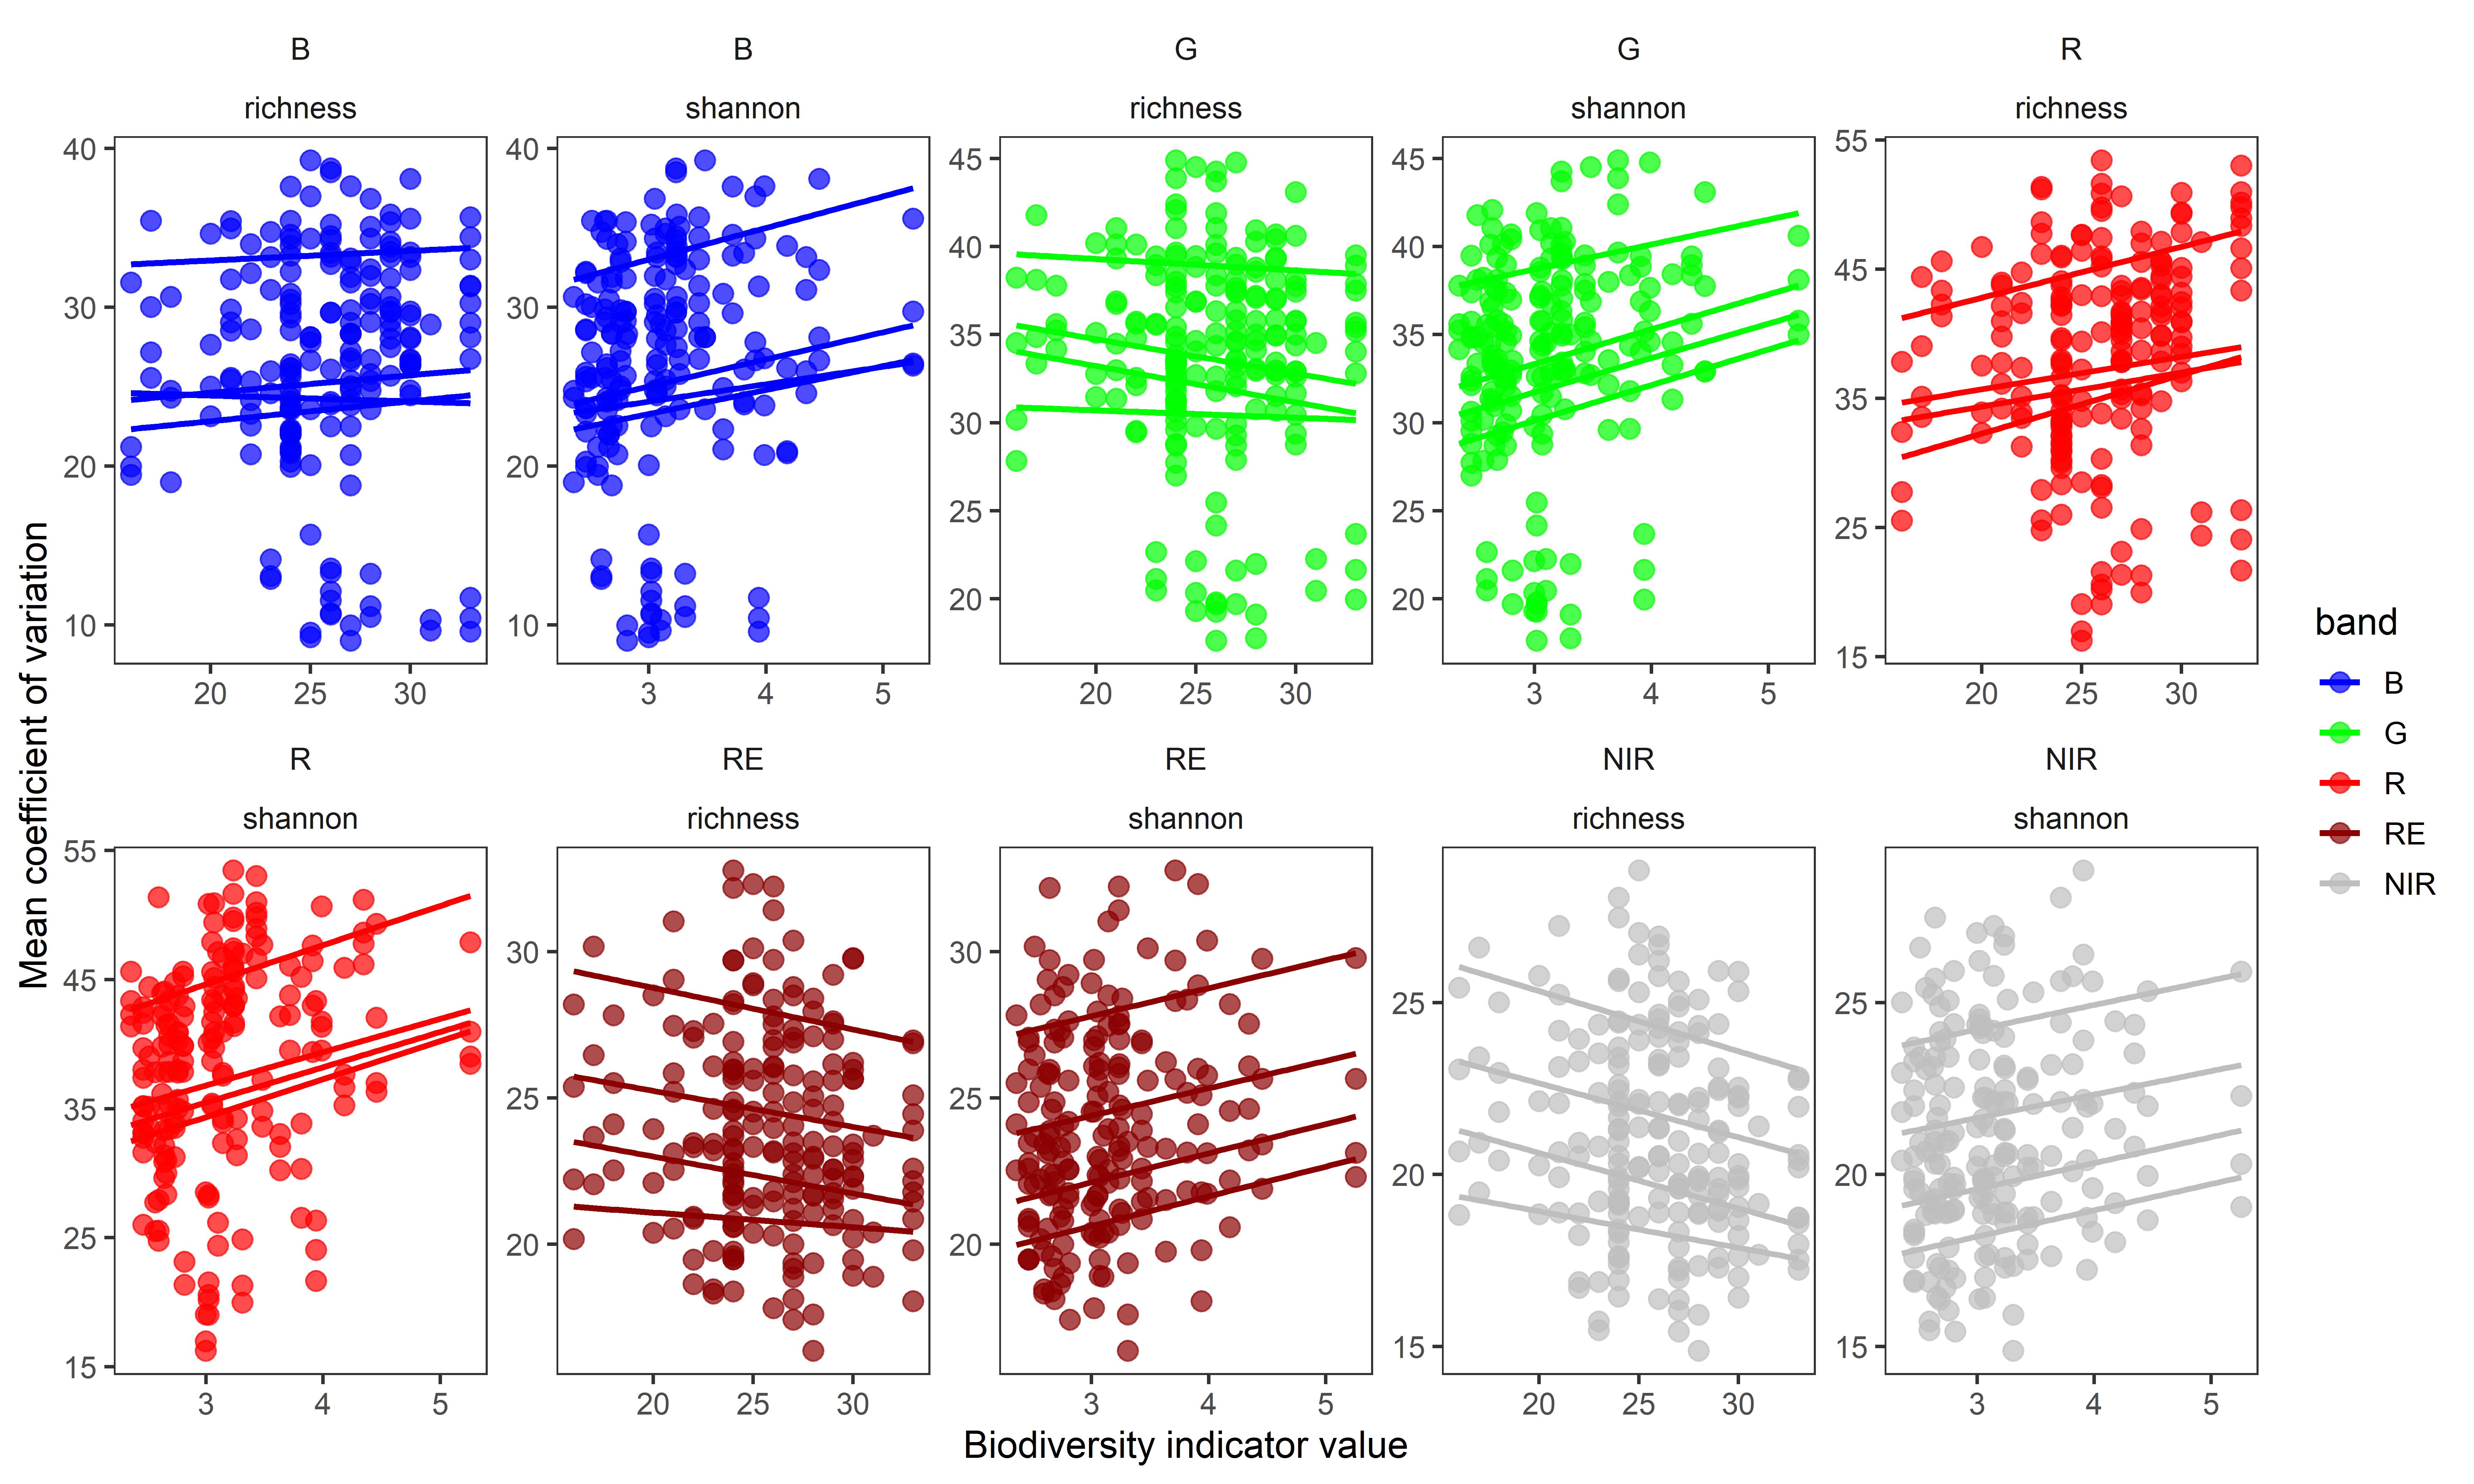 B B G G R
richness shannon richness shannon richness
40 40 45 45 55
40 40 45
30 30 35 35 35
30 30
20 20 25 25 25
10 10 20 20 15
20 25 30 3 4 5 20 25 30 3 4 5 20 25 30
R RE RE NIR NIR
shannon richness shannon richness shannon
55
45 30 30 25 25
35 25 25 20 20
25 20 20
15 15 15
3 4 5 20 25 30 3 4 5 20 25 30 3 4 5
Mean coefficient of variation
Biodiversity indicator value
band
B
G
R
RE
NIR